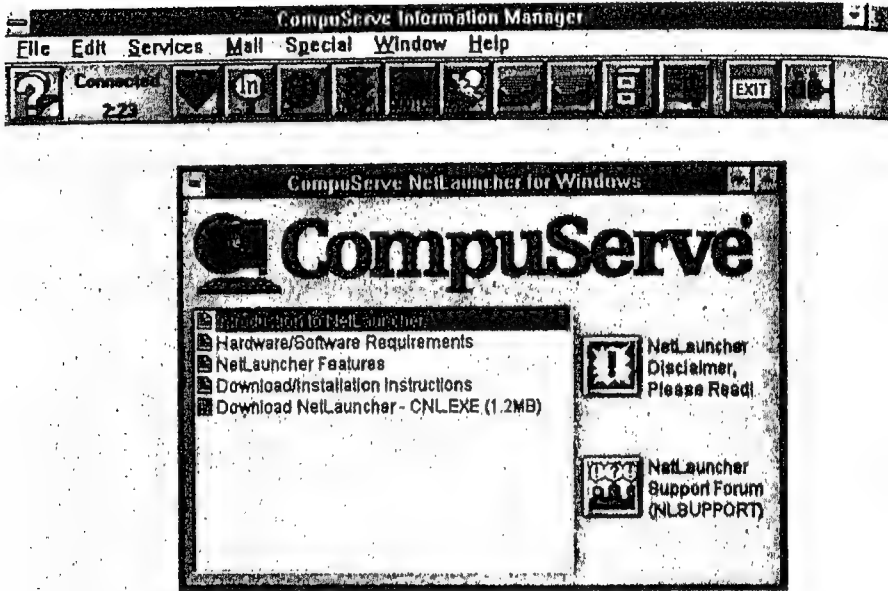 CompuServe Information Manager
File Edit Services Mail Special Window Help
Connected
2:23
In
EXIT
CompuServe NetLauncher for Windows
CompuServe®
Introduction to NetLauncher
Hardware/Software Requirements
NetLauncher Features
Download/Installation Instructions
Download NetLauncher - CNL.EXE (1.2MB)
NetLauncher
Disclaimer,
Please Read!
NetLauncher
Support Forum
(NLSUPPORT)